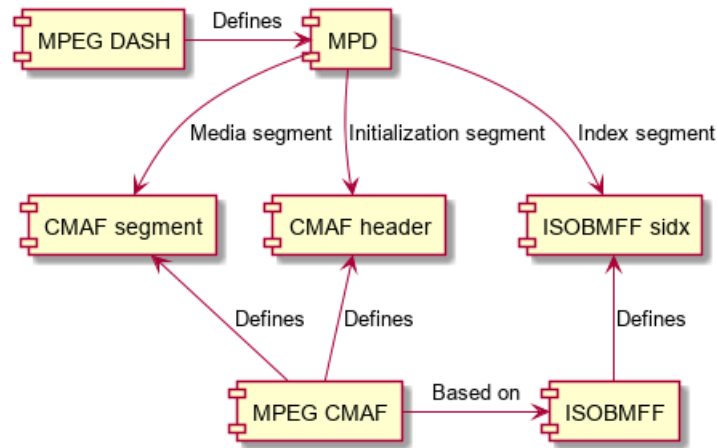 MPEG DASH
Defines
MPD
Media segment
Initialization segment
Index segment
CMAF segment
CMAF header
ISOBMFF sidx
Defines
Defines
Defines
MPEG CMAF
Based on
ISOBMFF